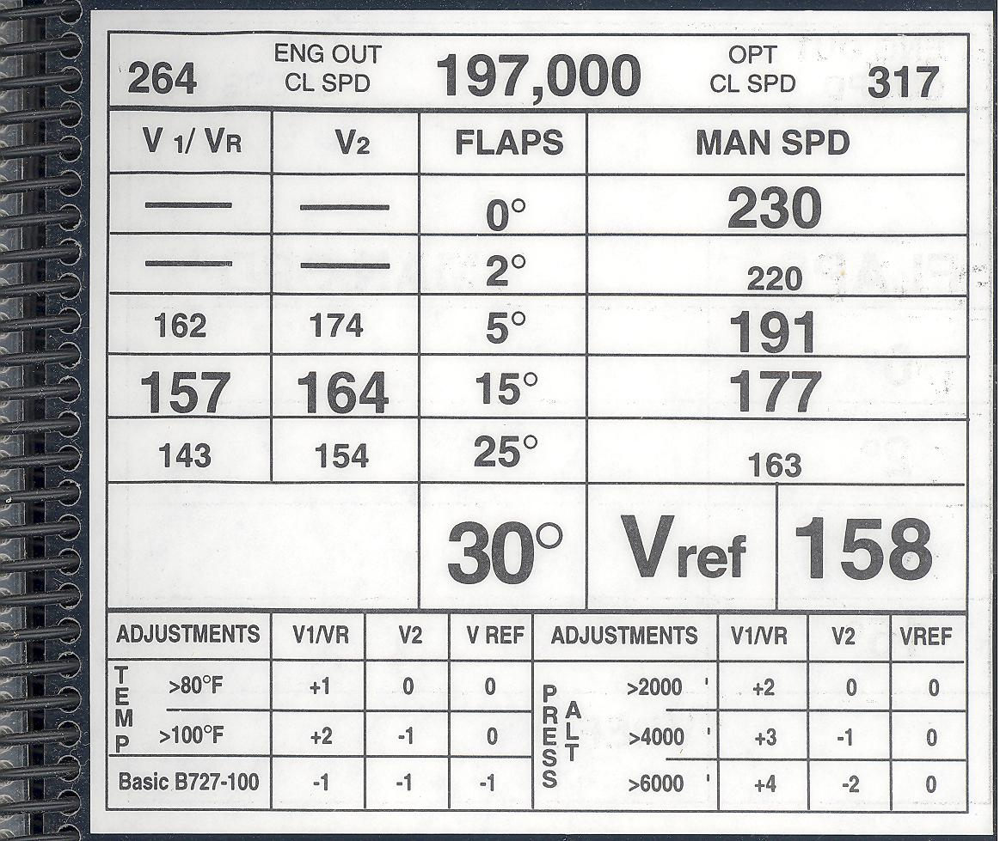 264 ENG OUT CL SPD 197,000 OPT CL SPD 317
V 1/ VR V2 FLAPS MAN SPD
— — 0° 230
— — 2° 220
162 174 5° 191
157 164 15° 177
143 154 25° 163
30° Vref 158
ADJUSTMENTS V1/VR V2 V REF ADJUSTMENTS V1/VR V2 VREF
TEMP >80°F +1 0 0 PRESS ALT >2000 ' +2 0 0
>100°F +2 -1 0 >4000 ' +3 -1 0
Basic B727-100 -1 -1 -1 >6000 ' +4 -2 0